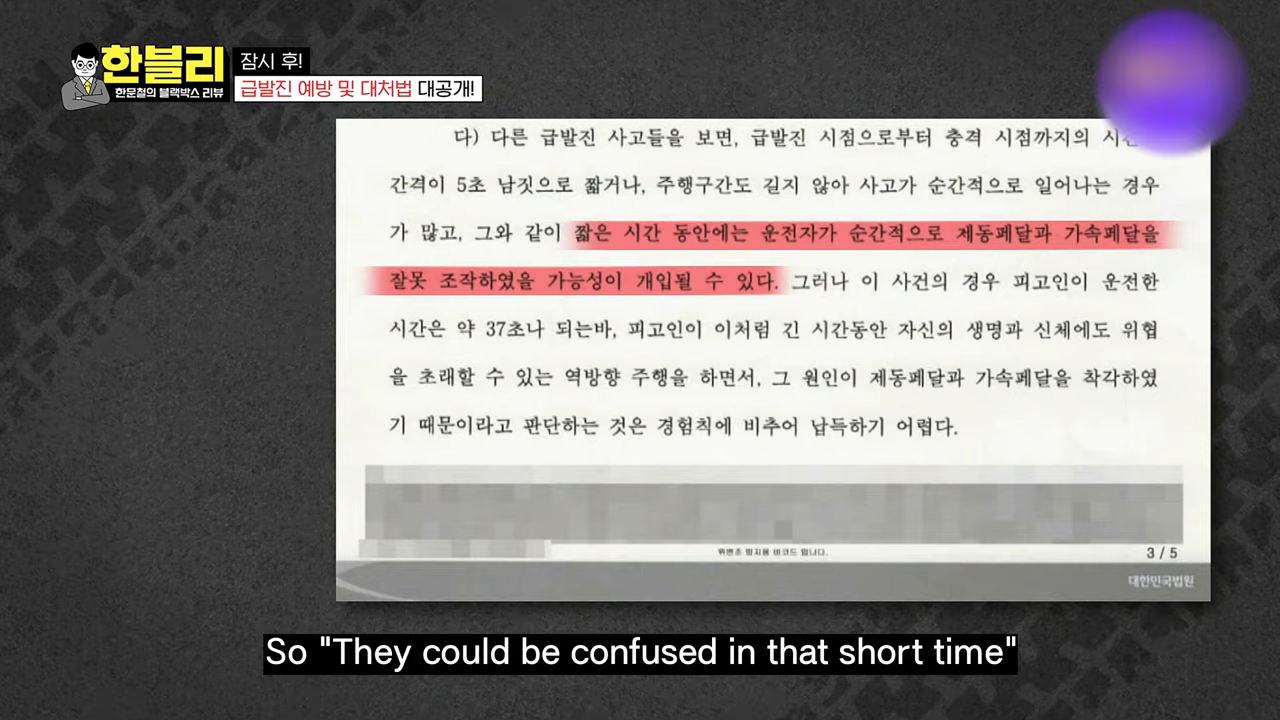 한블리
한문철의 블랙박스 리뷰
잠시 후!
급발진 예방 및 대처법 대공개!
다) 다른 급발진 사고들을 보면, 급발진 시점으로부터 충격 시점까지의
간격이 5초 남짓으로 짧거나, 주행구간도 길지 않아 사고가 순간적으로 일어나는 경우
가 많고, 그와 같이 짧은 시간 동안에는 운전자가 순간적으로 제동페달과 가속페달을
잘못 조작하였을 가능성이 개입될 수 있다. 그러나 이 사건의 경우 피고인이 운전한
시간은 약 37초나 되는바, 피고인이 이처럼 긴 시간동안 자신의 생명과 신체에도 위협
을 초래할 수 있는 역방향 주행을 하면서, 그 원인이 제동페달과 가속페달을 착각하였
기 때문이라고 판단하는 것은 경험칙에 비추어 납득하기 어렵다.
위변조 방지용 바코드 입니다.
3 / 5
대한민국법원
So "They could be confused in that short time"